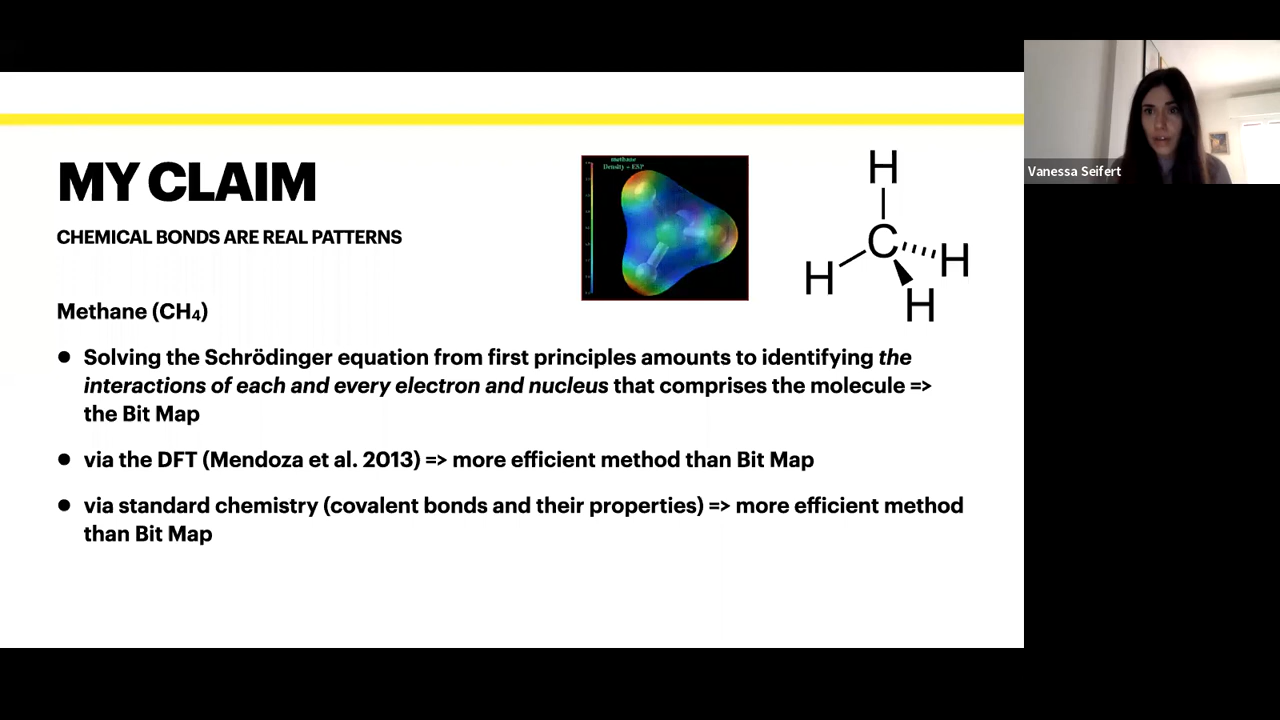 MY CLAIM
CHEMICAL BONDS ARE REAL PATTERNS
methane
Density + ESP
H
C
H
H
H
Vanessa Seifert
Methane (CH₄)
● Solving the Schrödinger equation from first principles amounts to identifying the
interactions of each and every electron and nucleus that comprises the molecule =>
the Bit Map
● via the DFT (Mendoza et al. 2013) => more efficient method than Bit Map
● via standard chemistry (covalent bonds and their properties) => more efficient method
than Bit Map